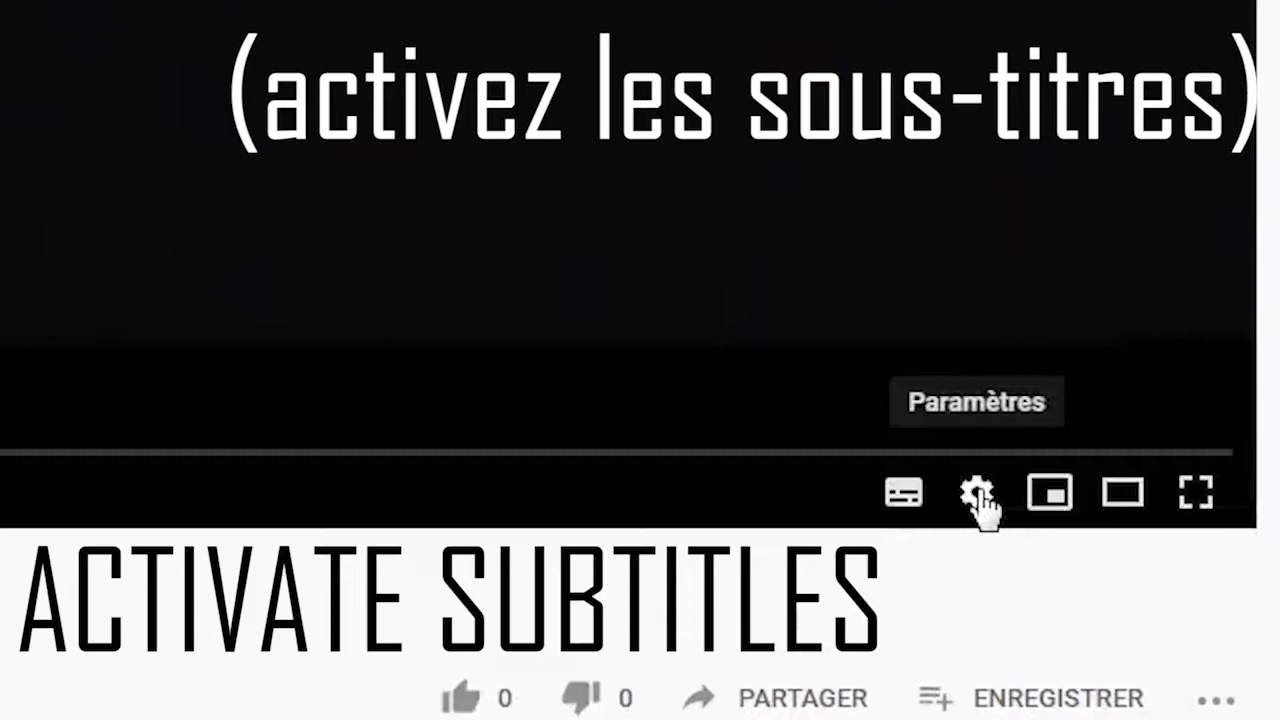 (activez les sous-titres)
Paramètres
ACTIVATE SUBTITLES
0 0 PARTAGER ENREGISTRER